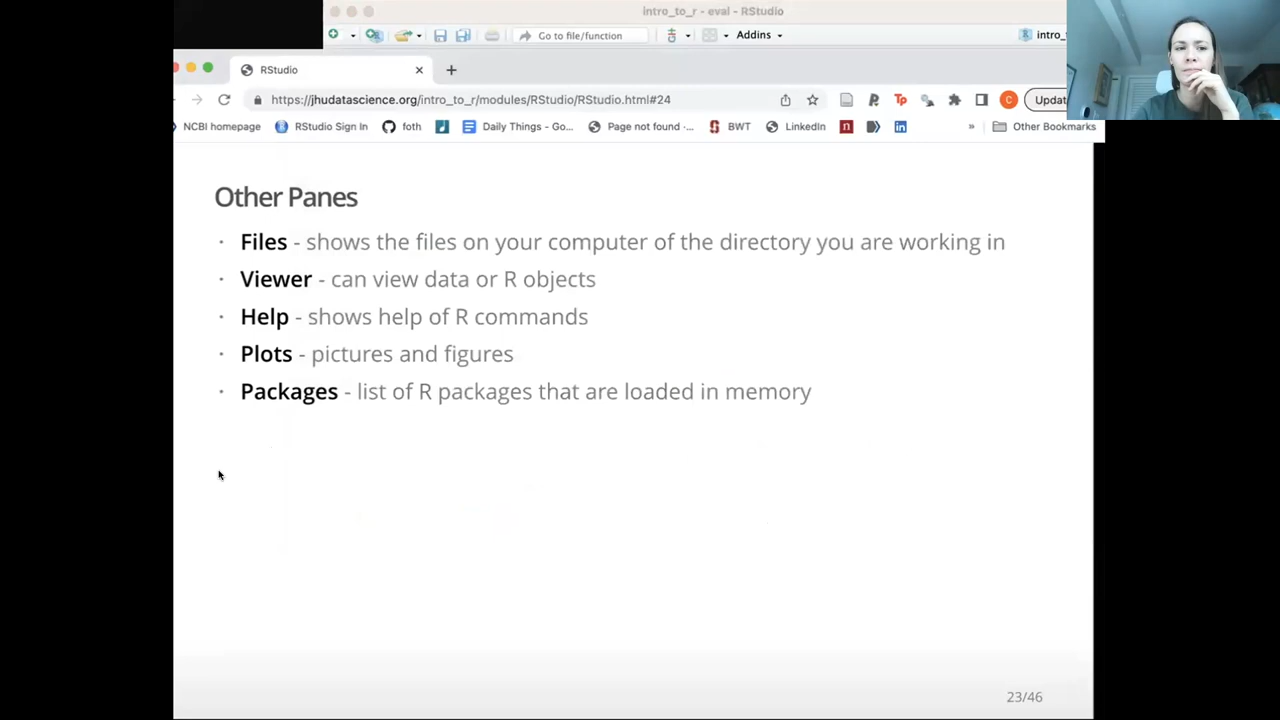 intro_to_r - eval - RStudio
Go to file/function
Addins
RStudio
https://jhudatascience.org/intro_to_r/modules/RStudio/RStudio.html#24
Tp
C
NCBI homepage
RStudio Sign In
foth
Daily Things - Go...
Page not found -...
BWT
LinkedIn
n
in
»
Other Bookmarks
Other Panes
· Files - shows the files on your computer of the directory you are working in
· Viewer - can view data or R objects
· Help - shows help of R commands
· Plots - pictures and figures
· Packages - list of R packages that are loaded in memory
23/46